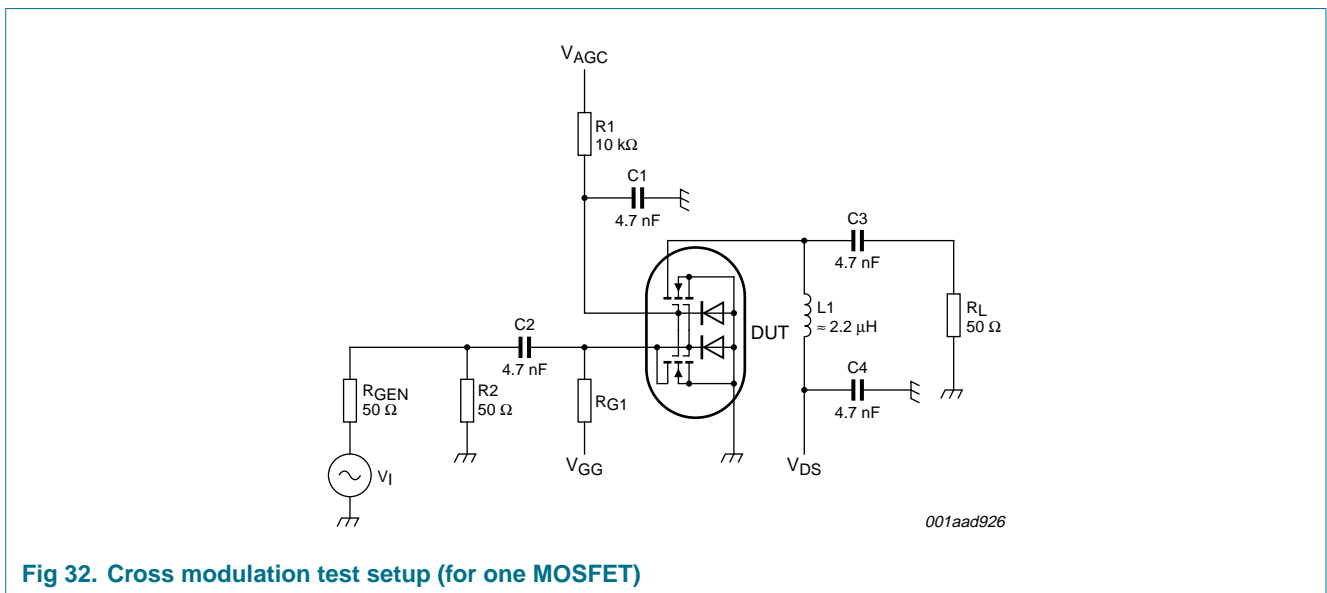 VAGC
R1
10 kΩ
C1
4.7 nF
C3
4.7 nF
L1
≈ 2.2 μH
RL
50 Ω
DUT
C2
4.7 nF
C4
4.7 nF
RGEN
50 Ω
R2
50 Ω
RG1
VI
VGG
VDS
001aad926
Fig 32. Cross modulation test setup (for one MOSFET)